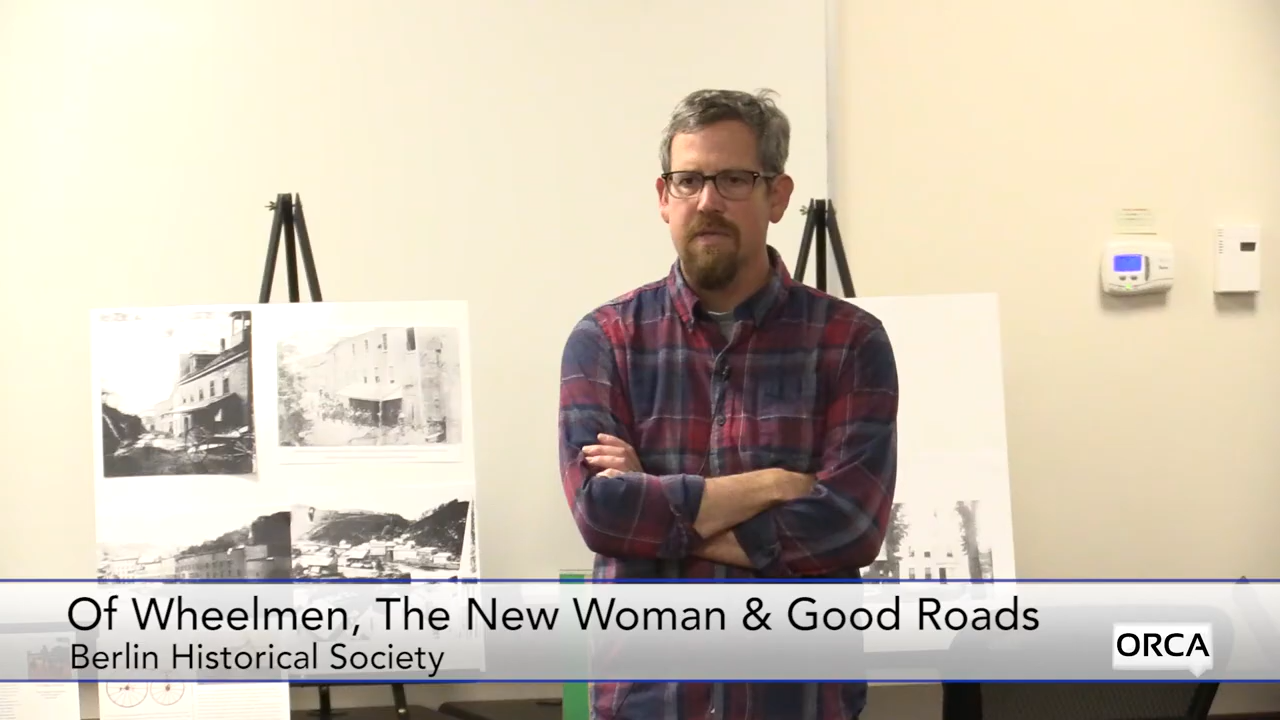 Of Wheelmen, The New Woman & Good Roads
Berlin Historical Society
ORCA